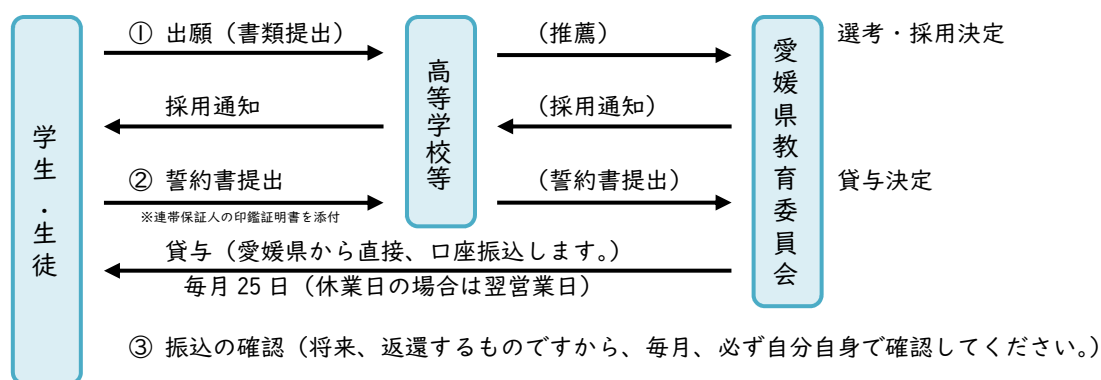 ① 出願（書類提出）
（推薦）
選考・採用決定
採用通知
（採用通知）
学生・生徒
高等学校等
愛媛県教育委員会
② 誓約書提出
（誓約書提出）
貸与決定
※連帯保証人の印鑑証明書を添付
貸与（愛媛県から直接、口座振込します。）
毎月 25 日（休業日の場合は翌営業日）
③ 振込の確認（将来、返還するものですから、毎月、必ず自分自身で確認してください。）